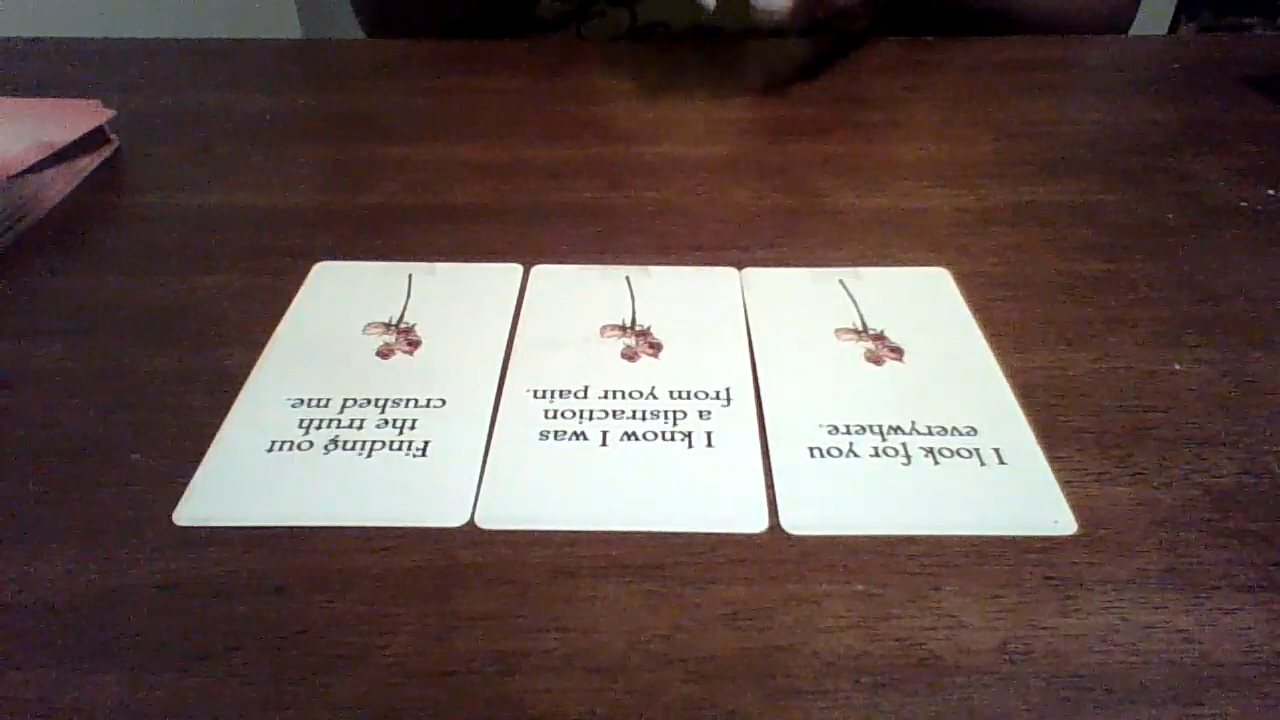 I look for you
everywhere.
I know I was
a distraction
from your pain.
Finding out
the truth
crushed me.